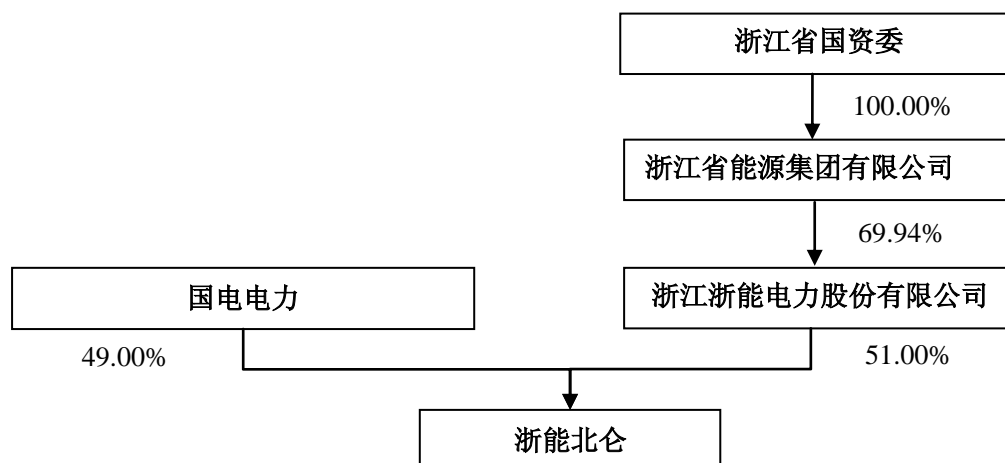 浙江省国资委
100.00%
浙江省能源集团有限公司
69.94%
国电电力
浙江浙能电力股份有限公司
49.00%
51.00%
浙能北仑